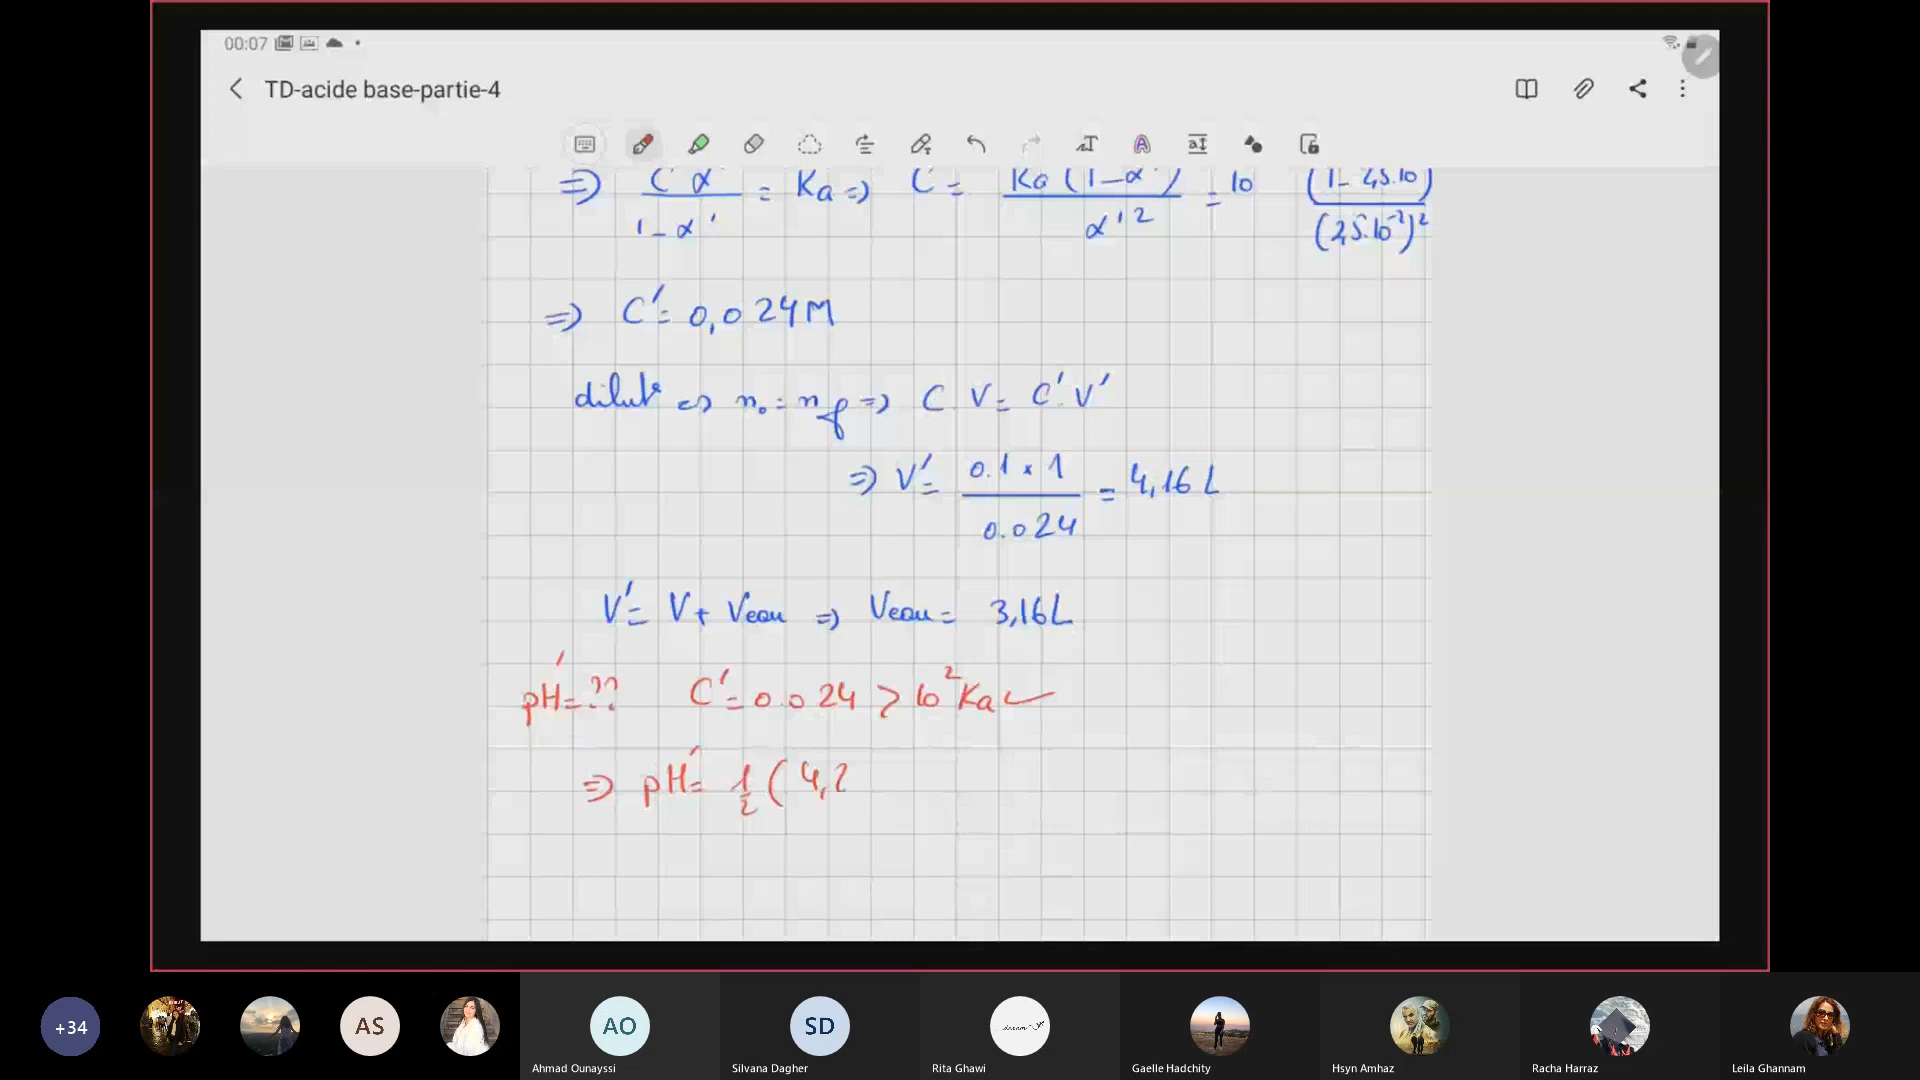 00:07
TD-acide base-partie-4
⇒ C α / 1-α' = Ka ⇒ C = Ka (1-α') / α'² = 10 (1-2,5.10) / (2,5.10⁻²)²
⇒ C' = 0,024M
dilut° ⇔ n₀ = nf ⇒ C . V = C'. V'
⇒ V' = 0.1 × 1 / 0.024 = 4,16 L
V' = V + Veau ⇒ Veau = 3,16L
pH' = ?? C' = 0.024 > 10² Ka ✓
⇒ pH' = 1/2 ( 4,2
+34
AS
AO
SD
dream
Ahmad Ounayssi
Silvana Dagher
Rita Ghawi
Gaelle Hadchity
Hsyn Amhaz
Racha Harraz
Leila Ghannam